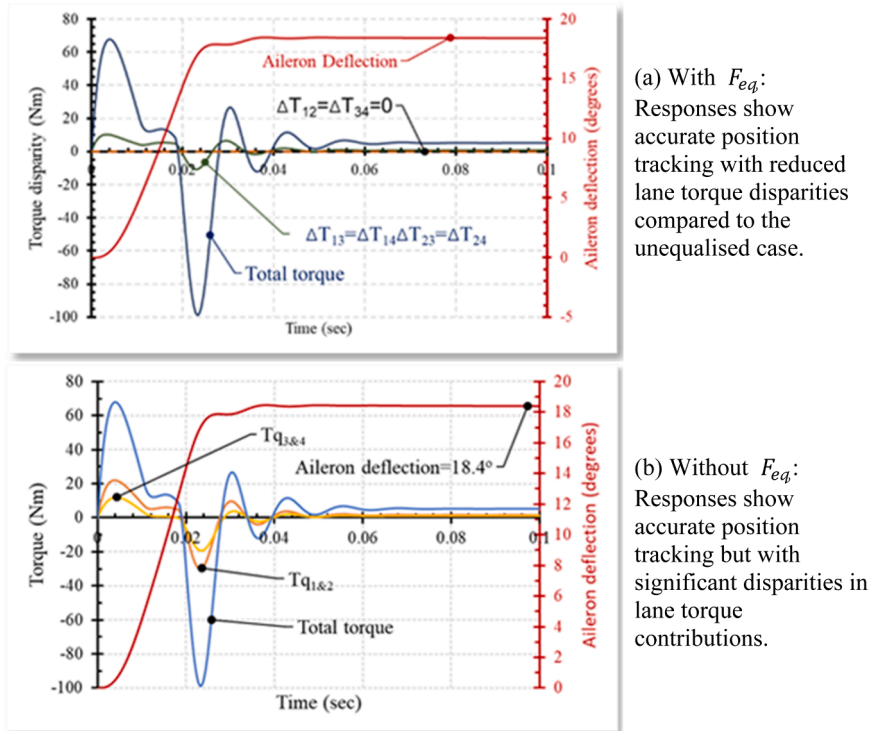 80
60
40
20
0
-20
-40
-60
-80
-100
Torque disparity (Nm)
0
0.02
0.04
0.06
0.08
0.1
Time (sec)
20
15
10
5
0
-5
Aileron deflection (degrees)
Aileron Deflection
ΔT₁₂=ΔT₃₄=0
ΔT₁₃=ΔT₁₄ΔT₂₃=ΔT₂₄
Total torque
(a) With F_eq:
Responses show
accurate position
tracking with reduced
lane torque disparities
compared to the
unequalised case.
80
60
40
20
0
-20
-40
-60
-80
-100
Torque (Nm)
0
0.02
0.04
0.06
0.08
Time (sec)
20
18
16
14
12
10
8
6
4
2
0
Aileron deflection (degrees)
Tq₃&₄
Aileron deflection=18.4°
Tq₁&₂
Total torque
(b) Without F_eq:
Responses show
accurate position
tracking but with
significant disparities in
lane torque
contributions.